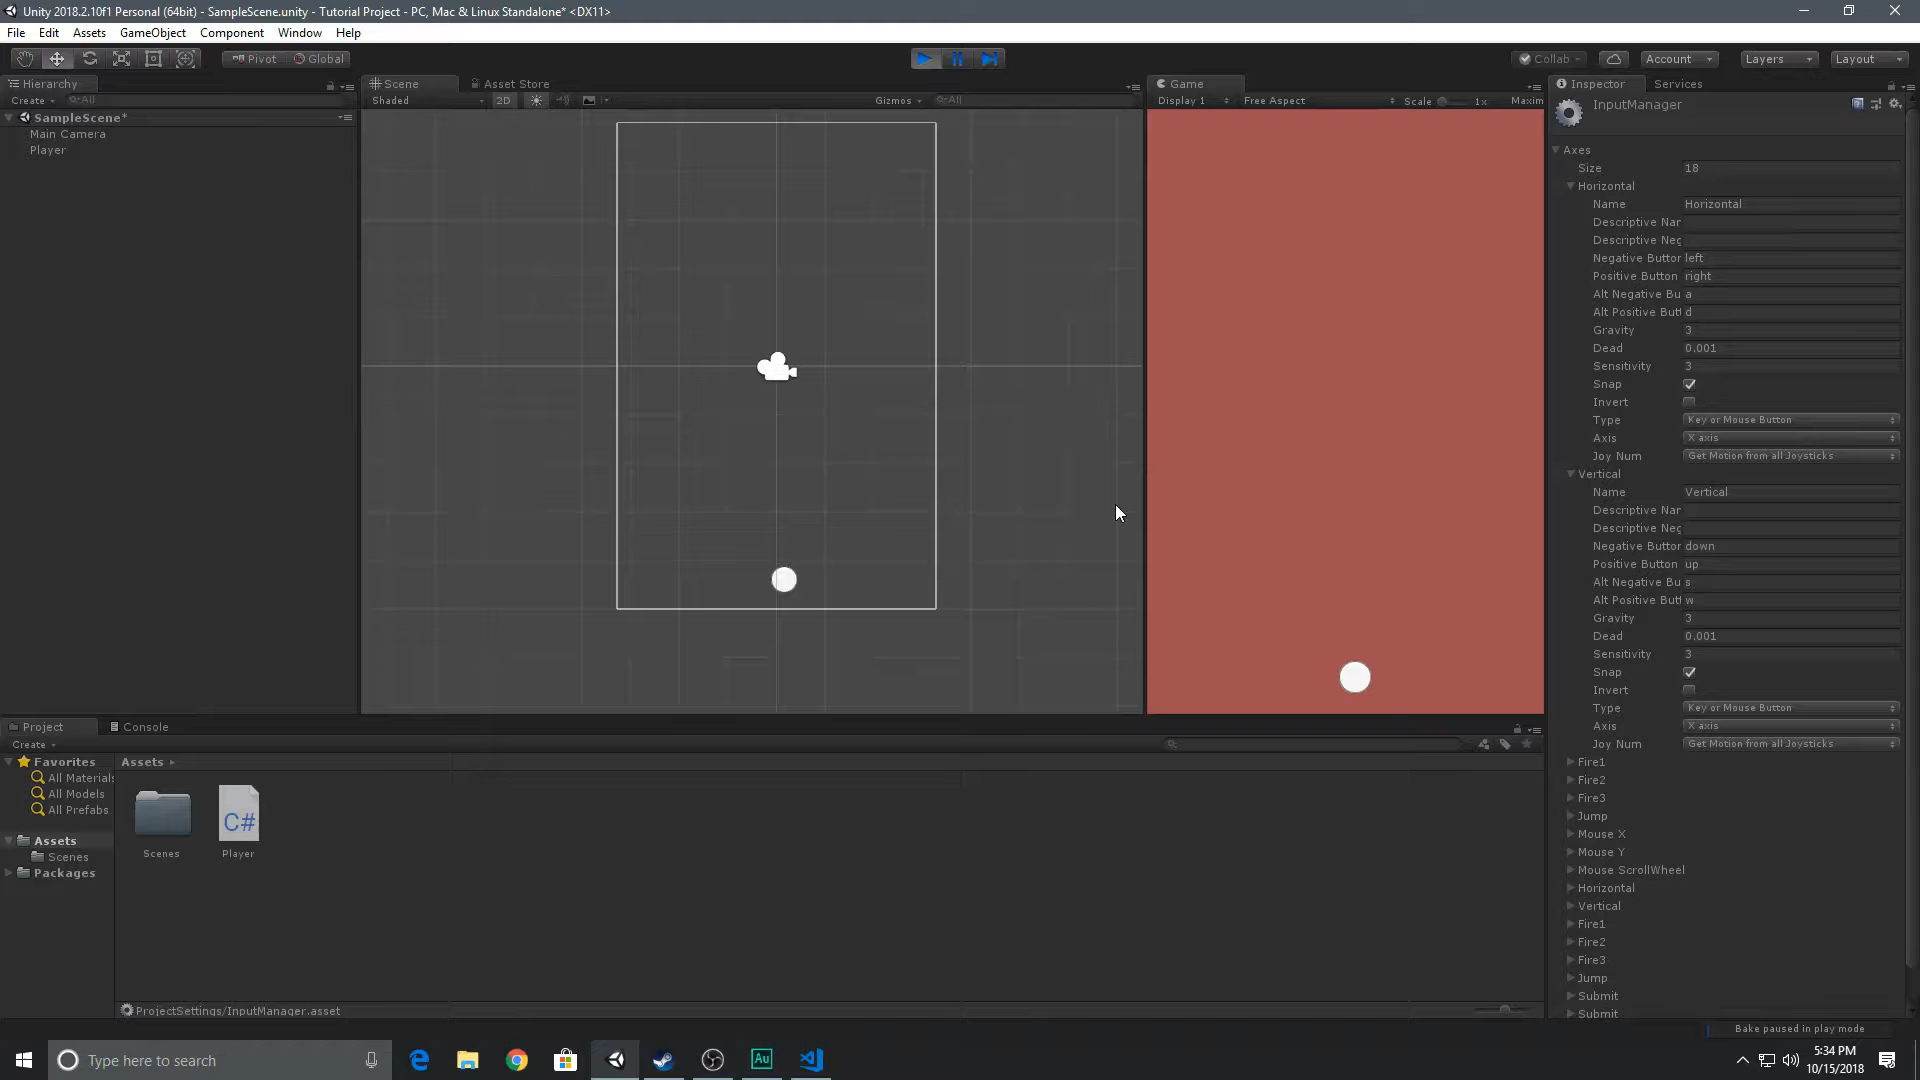 Unity 2018.2.10f1 Personal (64bit) - SampleScene.unity - Tutorial Project - PC, Mac & Linux Standalone* <DX11>
File Edit Assets GameObject Component Window Help
Pivot Global Collab Account Layers Layout
Hierarchy Scene Asset Store Game Inspector Services
Create All Shaded 2D Gizmos All Display 1 Free Aspect Scale 1x Maxim
InputManager
SampleScene*
Main Camera
Player
Axes
Size 18
Horizontal
Name Horizontal
Descriptive Nar
Descriptive Neg
Negative Button left
Positive Button right
Alt Negative Bu a
Alt Positive Butt d
Gravity 3
Dead 0.001
Sensitivity 3
Snap
Invert
Type Key or Mouse Button
Axis X axis
Joy Num Get Motion from all Joysticks
Vertical
Name Vertical
Descriptive Nar
Descriptive Neg
Negative Button down
Positive Button up
Alt Negative Bu s
Alt Positive Butt w
Gravity 3
Dead 0.001
Sensitivity 3
Snap
Invert
Type Key or Mouse Button
Axis X axis
Joy Num Get Motion from all Joysticks
Fire1
Fire2
Fire3
Jump
Mouse X
Mouse Y
Mouse ScrollWheel
Horizontal
Vertical
Fire1
Fire2
Fire3
Jump
Submit
Submit
Project Console
Create
Favorites
All Materials
All Models
All Prefabs
Assets
Scenes
Packages
Assets
C#
Scenes Player
ProjectSettings/InputManager.asset
Bake paused in play mode
Type here to search
Au
5:34 PM
10/15/2018